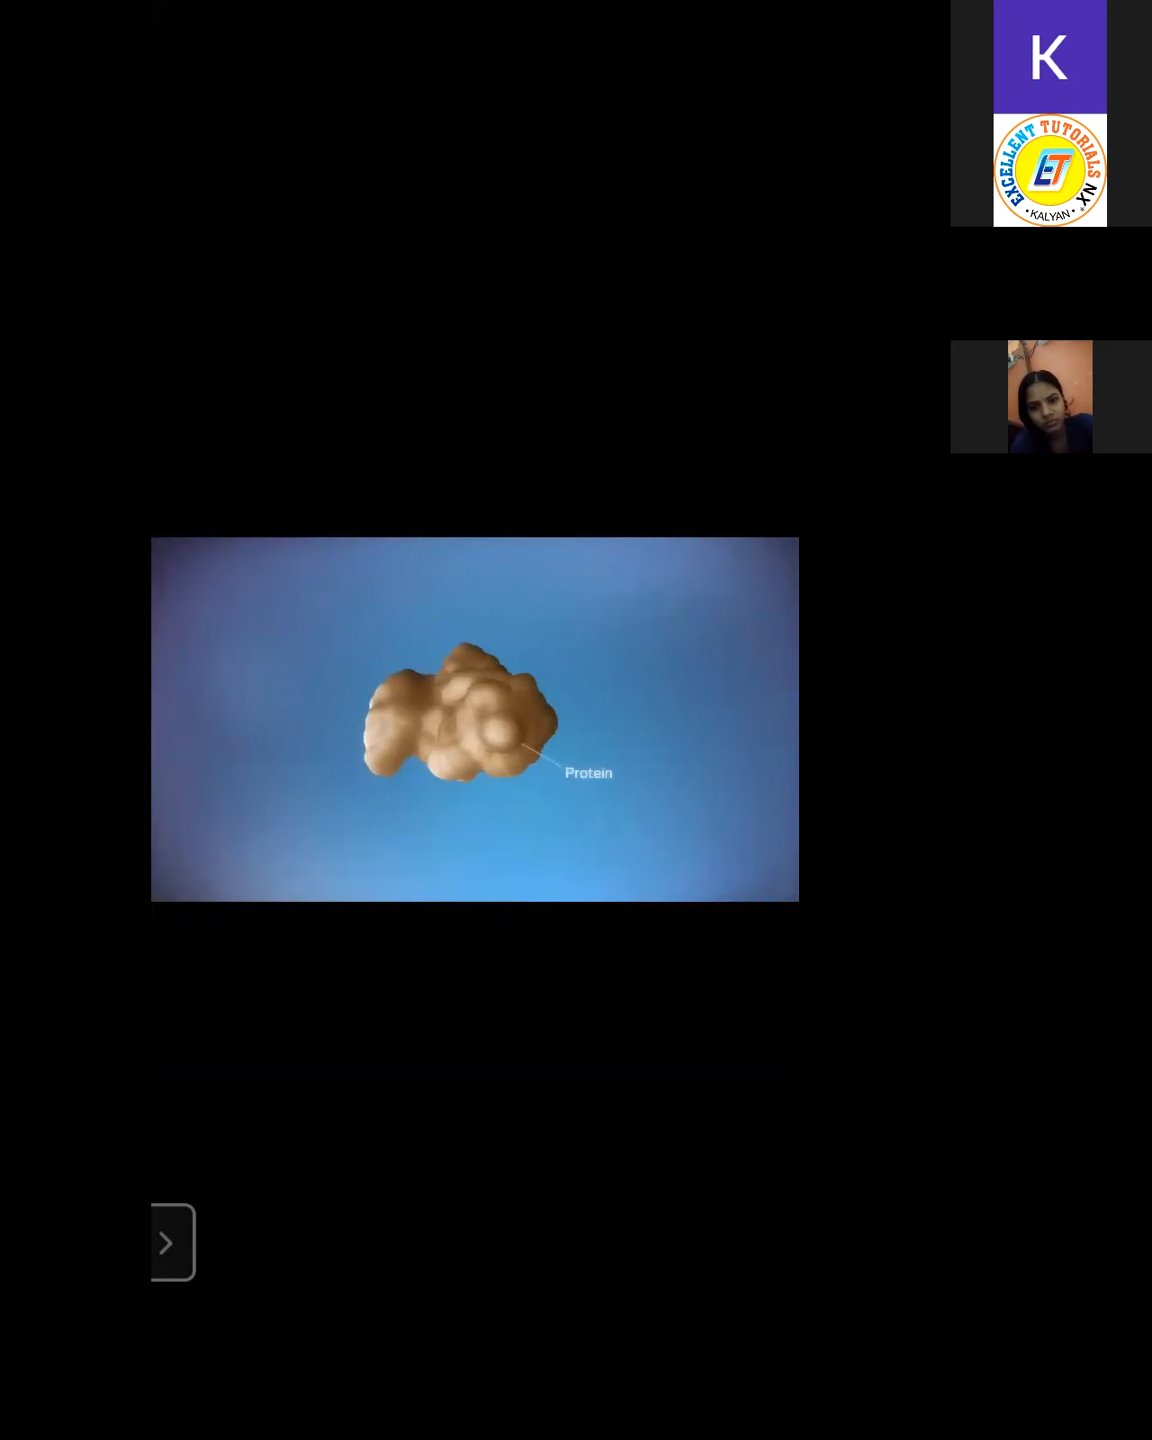 K
EXCELLENT TUTORIALS NX
ET
• KALYAN •
Protein